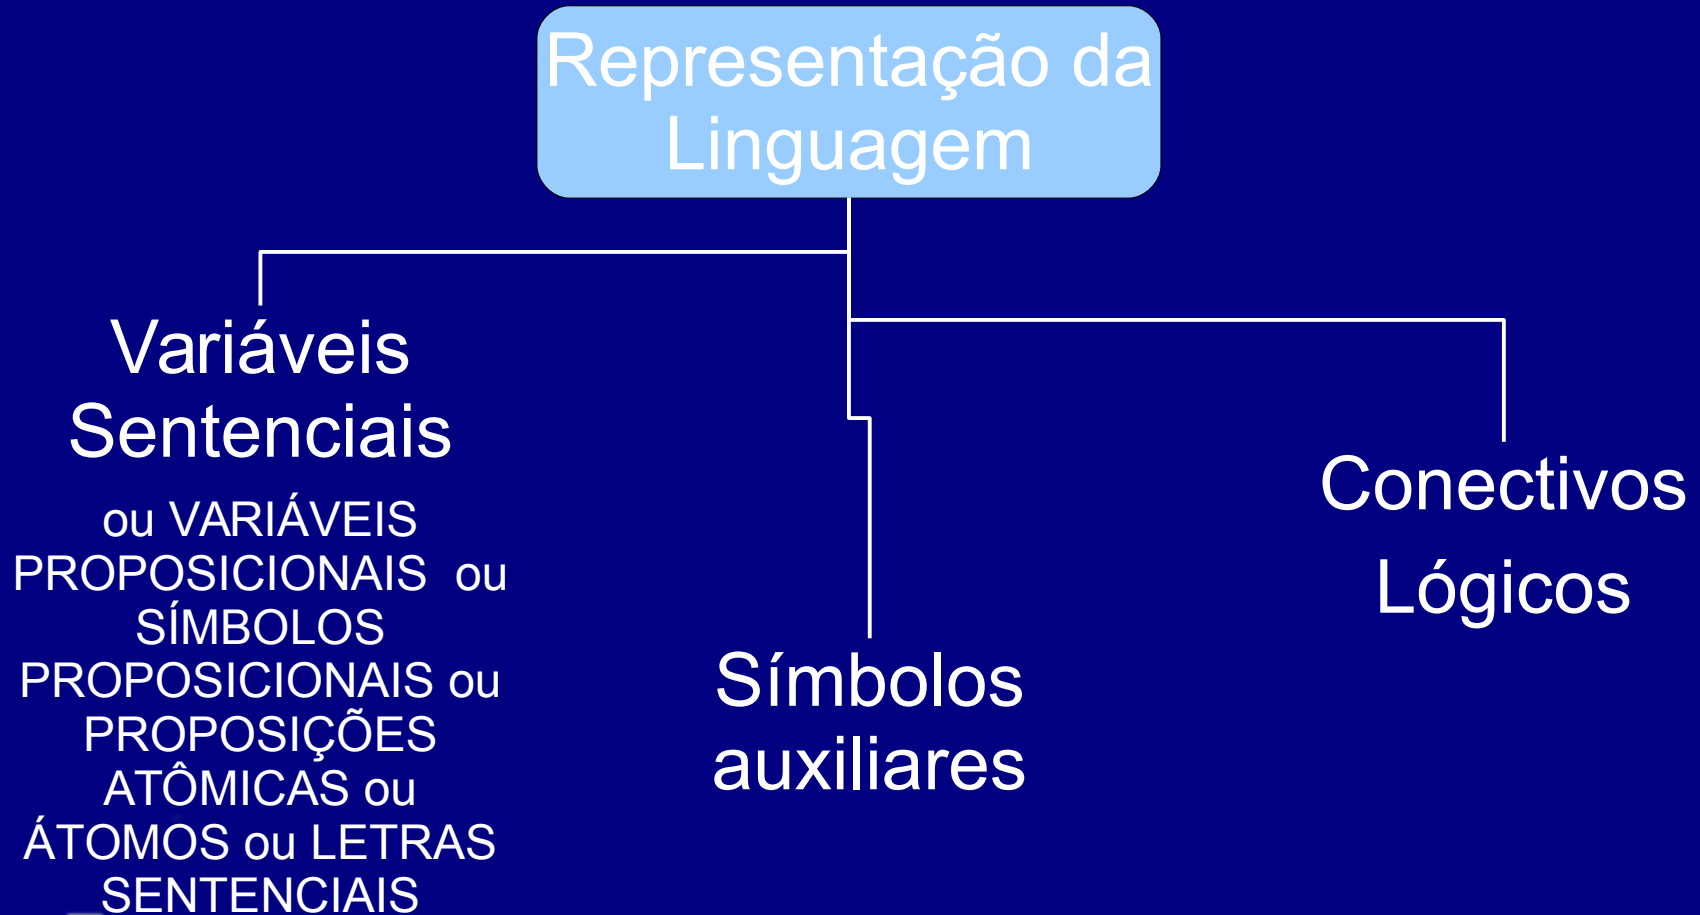 Representação da
Linguagem
Variáveis
Sentenciais
ou VARIÁVEIS
PROPOSICIONAIS ou
SÍMBOLOS
PROPOSICIONAIS ou
PROPOSIÇÕES
ATÔMICAS ou
ÁTOMOS ou LETRAS
SENTENCIAIS
Símbolos
auxiliares
Conectivos
Lógicos